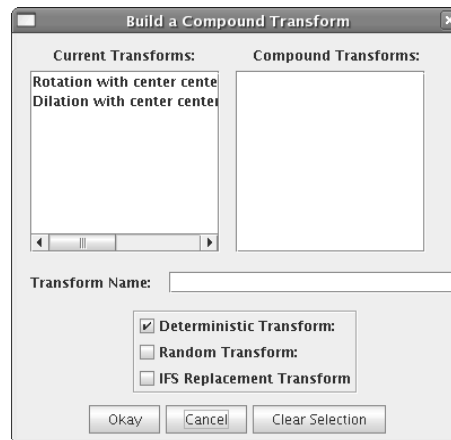 Build a Compound Transform
Current Transforms:
Compound Transforms:
Rotation with center cente
Dilation with center center
Transform Name:
Deterministic Transform:
Random Transform:
IFS Replacement Transform
Okay
Cancel
Clear Selection